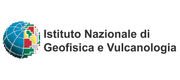 Istituto Nazionale di
Geofisica e Vulcanologia